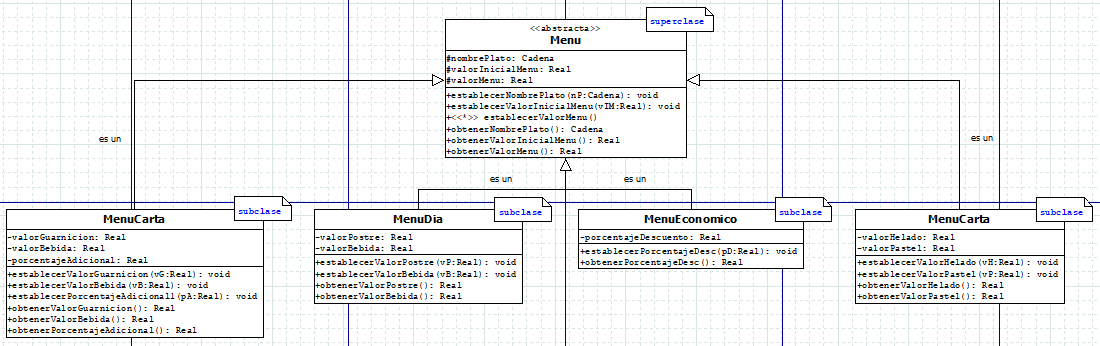 <<abstracta>>
Menu
superclase
#nombrePlato: Cadena
#valorInicialMenu: Real
#valorMenu: Real
+establecerNombrePlato(nP:Cadena): void
+establecerValorInicialMenu(vIM:Real): void
+<<*>> establecerValorMenu()
+obtenerNombrePlato(): Cadena
+obtenerValorInicialMenu(): Real
+obtenerValorMenu(): Real
es un
es un
es un
es un
MenuCarta
subclase
-valorGuarnicion: Real
-valorBebida: Real
-porcentajeAdicional: Real
+establecerValorGuarnicion(vG:Real): void
+establecerValorBebida(vB:Real): void
+establecerPorcentajeAdicionall(pA:Real): void
+obtenerValorGuarnicion(): Real
+obtenerValorBebida(): Real
+obtenerPorcentajeAdicional(): Real
MenuDia
subclase
-valorPostre: Real
-valorBebida: Real
+establecerValorPostre(vP:Real): void
+establecerValorBebida(vB:Real): void
+obtenerValorPostre(): Real
+obtenerValorBebida(): Real
MenuEconomico
subclase
-porcentajeDescuento: Real
+establecerPorcentajeDesc(pD:Real): void
+obtenerPorcentajeDesc(): Real
MenuCarta
subclase
-valorHelado: Real
-valorPastel: Real
+establecerValorHelado(vH:Real): void
+establecerValorPastel(vP:Real): void
+obtenerValorHelado(): Real
+obtenerValorPastel(): Real